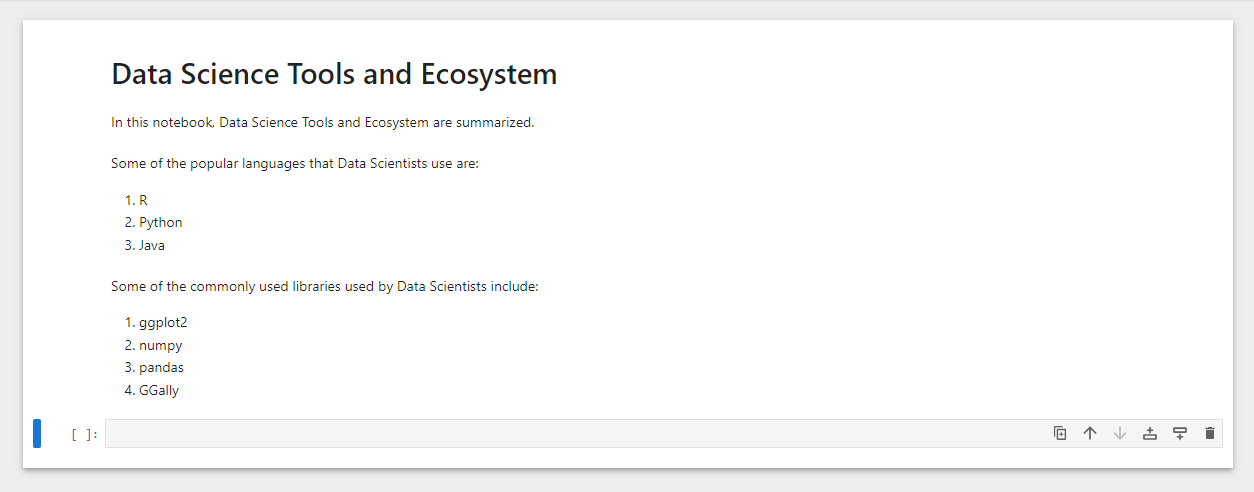 Data Science Tools and Ecosystem
In this notebook, Data Science Tools and Ecosystem are summarized.
Some of the popular languages that Data Scientists use are:
1. R
2. Python
3. Java
Some of the commonly used libraries used by Data Scientists include:
1. ggplot2
2. numpy
3. pandas
4. GGally
[ ]: